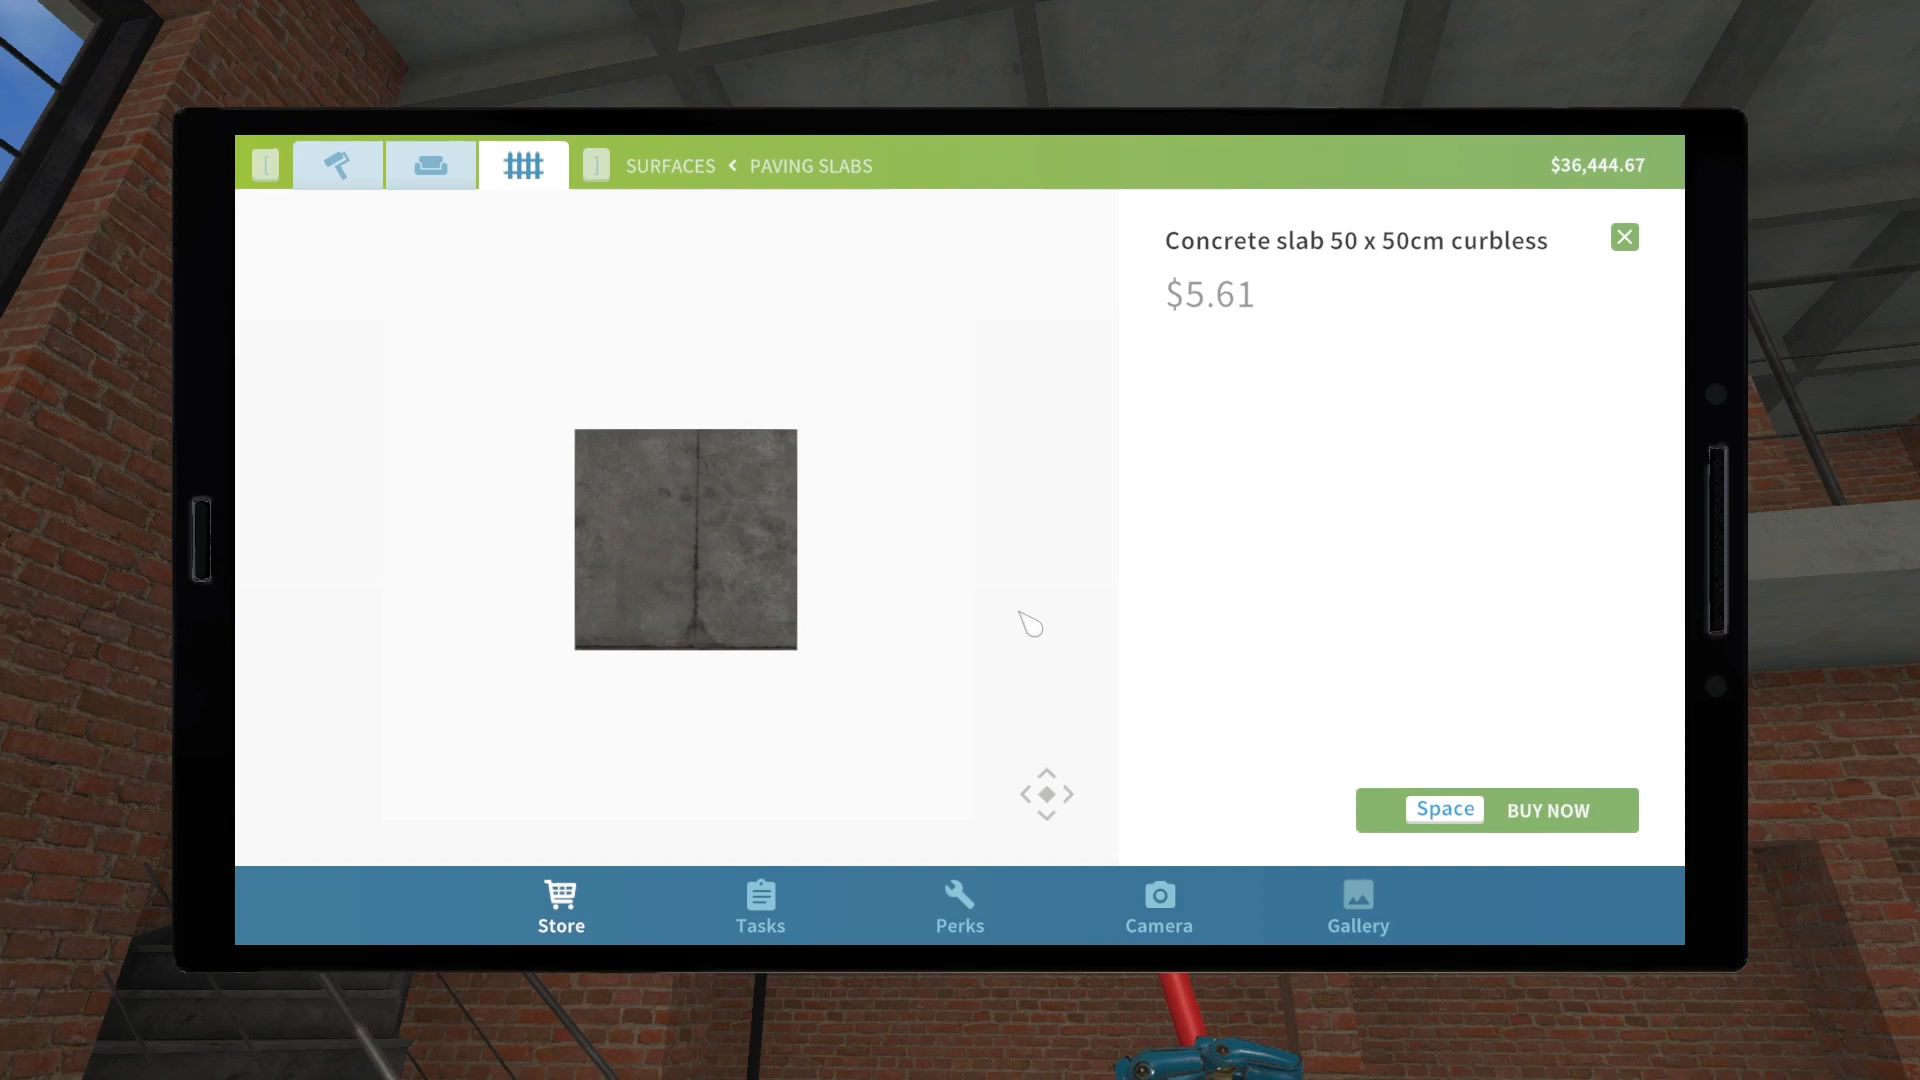 [
]
SURFACES < PAVING SLABS
$36,444.67
Concrete slab 50 x 50cm curbless
$5.61
Space BUY NOW
Store
Tasks
Perks
Camera
Gallery